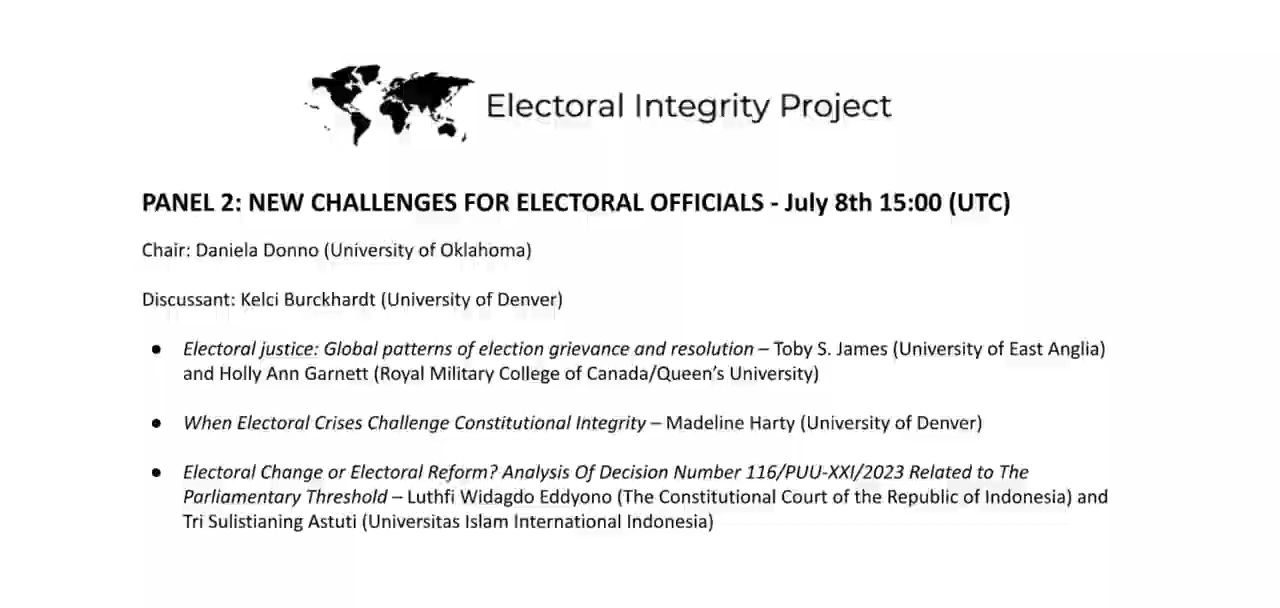 Electoral Integrity Project
PANEL 2: NEW CHALLENGES FOR ELECTORAL OFFICIALS - July 8th 15:00 (UTC)
Chair: Daniela Donno (University of Oklahoma)
Discussant: Kelci Burckhardt (University of Denver)
● Electoral justice: Global patterns of election grievance and resolution – Toby S. James (University of East Anglia)
and Holly Ann Garnett (Royal Military College of Canada/Queen’s University)
● When Electoral Crises Challenge Constitutional Integrity – Madeline Harty (University of Denver)
● Electoral Change or Electoral Reform? Analysis Of Decision Number 116/PUU-XXI/2023 Related to The
Parliamentary Threshold – Luthfi Widagdo Eddyono (The Constitutional Court of the Republic of Indonesia) and
Tri Sulistianing Astuti (Universitas Islam International Indonesia)